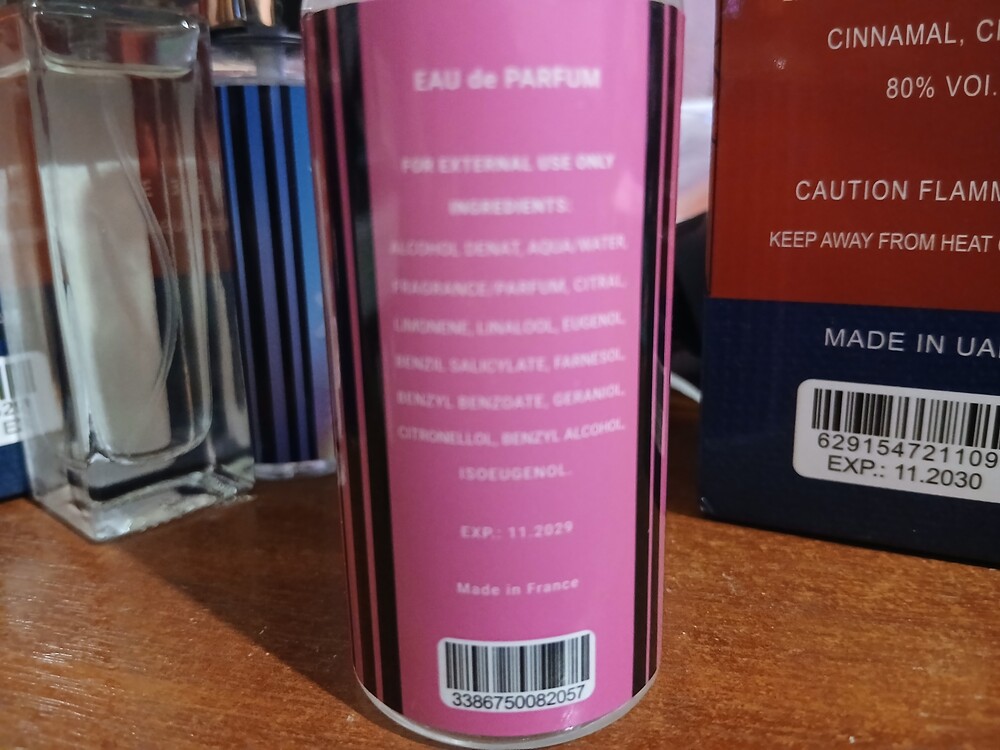 EAU de PARFUM
FOR EXTERNAL USE ONLY
INGREDIENTS:
ALCOHOL DENAT, AQUA/WATER,
FRAGRANCE/PARFUM, CITRAL,
LIMONENE, LINALOOL, EUGENOL,
BENZIL SALICYLATE, FARNESOL,
BENZYL BENZOATE, GERANIOL,
CITRONELLOL, BENZYL ALCOHOL,
ISOEUGENOL.
EXP.: 11.2029
Made in France
3386750082057
CINNAMAL, CI
80% VOL.
CAUTION FLAMM
KEEP AWAY FROM HEAT
MADE IN UA
629154721109
EXP.: 11.2030